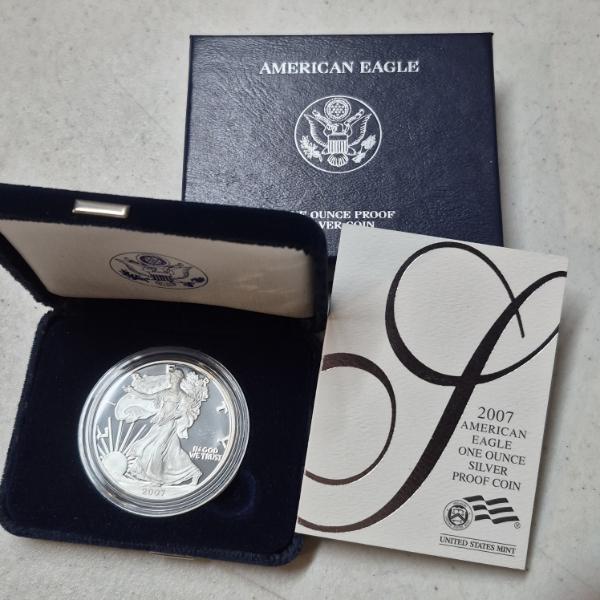 AMERICAN EAGLE
NE OUNCE PROOF
VER COIN
LIBERTY
IN GOD
WE TRUST
2007
2007
AMERICAN
EAGLE
ONE OUNCE
SILVER
PROOF COIN
UNITED STATES MINT